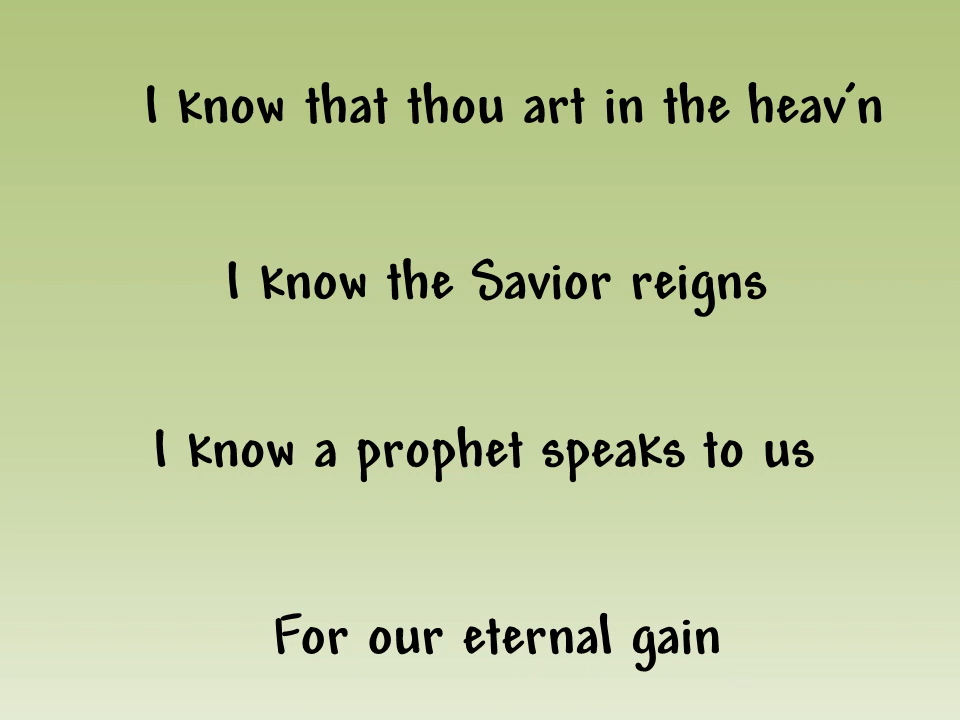 I know that thou art in the heav'n
I know the Savior reigns
I know a prophet speaks to us
For our eternal gain